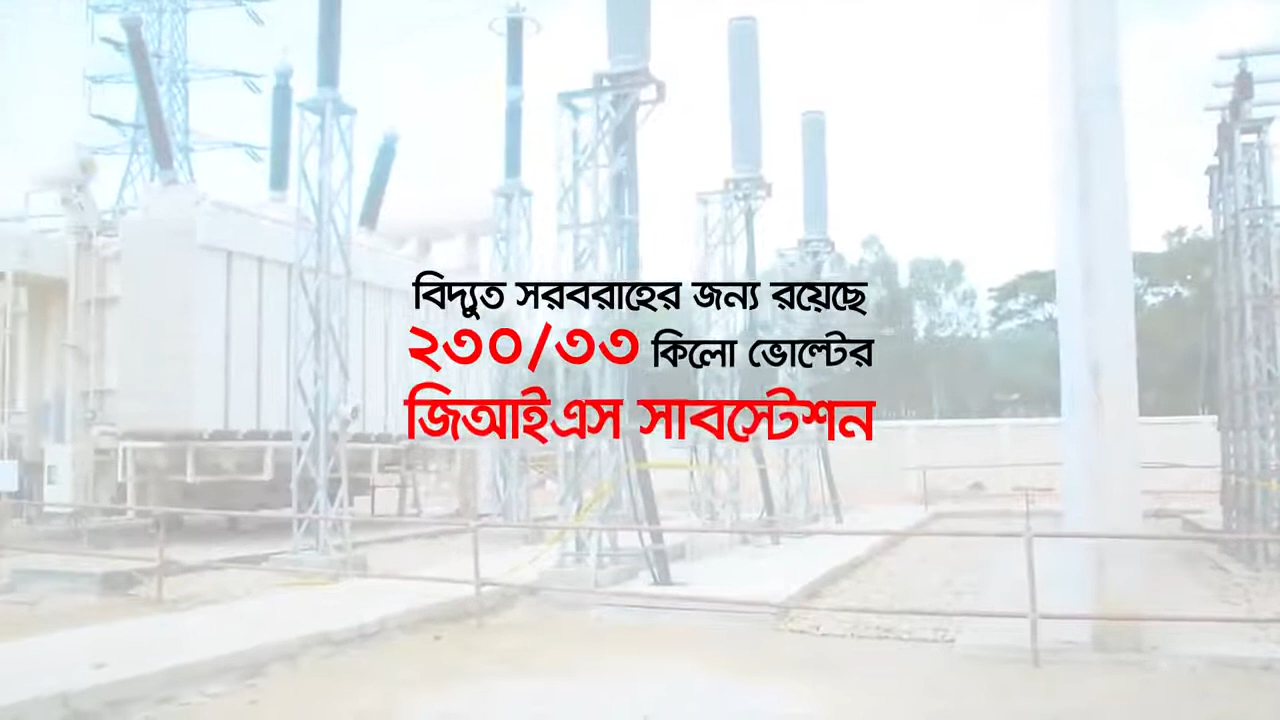 বিদ্যুত সরবরাহের জন্য রয়েছে
২৩০/৩৩ কিলো ভোল্টের
জিআইএস সাবস্টেশন